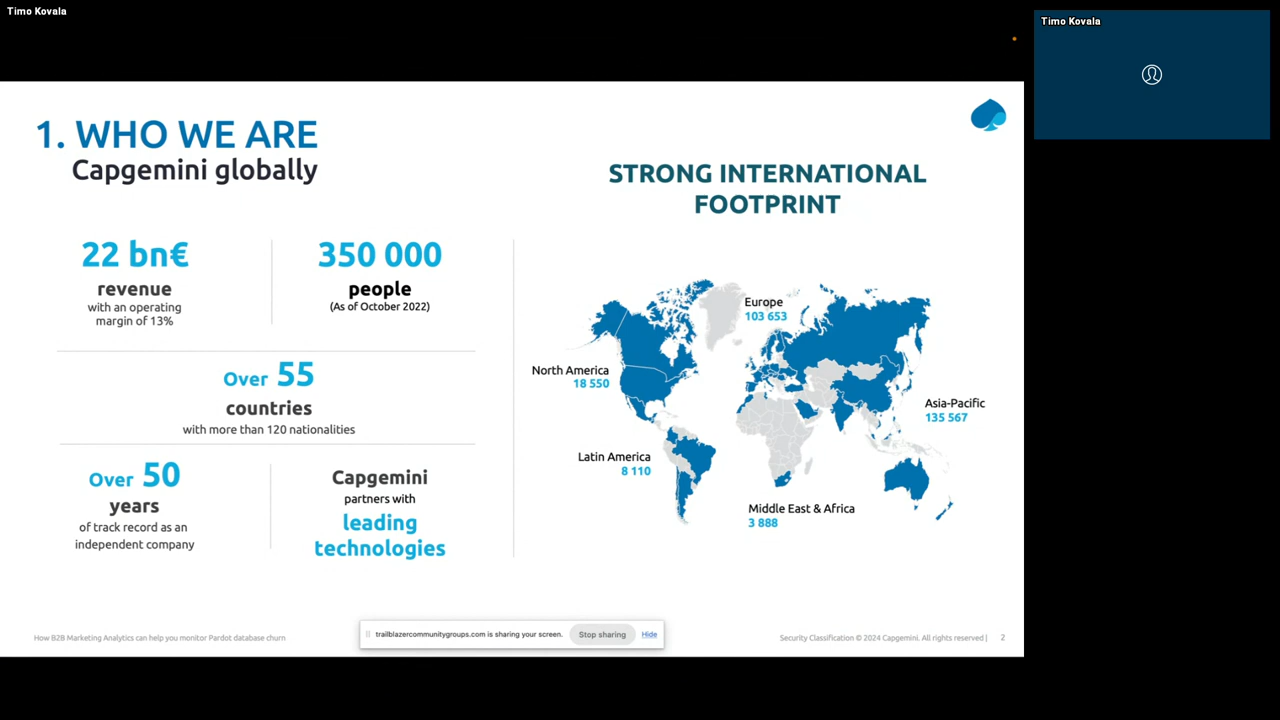 Timo Kovala
Timo Kovala
1. WHO WE ARE
Capgemini globally
STRONG INTERNATIONAL
FOOTPRINT
22 bn€
revenue
with an operating
margin of 13%
350 000
people
(As of October 2022)
Over 55
countries
with more than 120 nationalities
Over 50
years
of track record as an
independent company
Capgemini
partners with
leading
technologies
Europe
103 653
North America
18 550
Asia-Pacific
135 567
Latin America
8 110
Middle East & Africa
3 888
How B2B Marketing Analytics can help you monitor Pardot database churn
trailblazercommunitygroups.com is sharing your screen.
Stop sharing
Hide
Security Classification © 2024 Capgemini. All rights reserved |
2